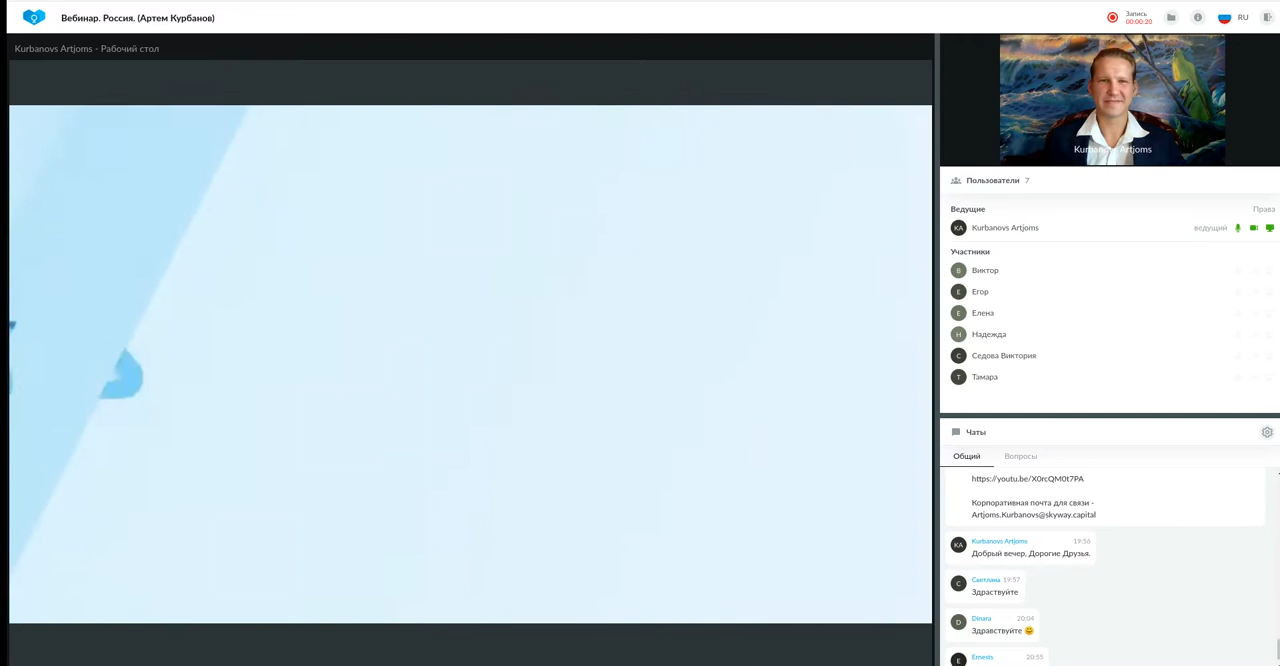 Вебинар. Россия. (Артем Курбанов)
Запись
00:00:20
RU
Kurbanovs Artjoms - Рабочий стол
Kurbanovs Artjoms
Пользователи 7
Ведущие Права
KA Kurbanovs Artjoms ведущий
Участники
В Виктор
Е Егор
Е Елена
Н Надежда
С Седова Виктория
Т Тамара
Чаты
Общий Вопросы
https://youtu.be/X0rcQM0t7PA
Корпоративная почта для связи -
Artjoms.Kurbanovs@skyway.capital
KA Kurbanovs Artjoms 19:56
Добрый вечер, Дорогие Друзья.
С Светлана 19:57
Здраствуйте
D Dinara 20:04
Здравствуйте 😊
E Ernests 20:55